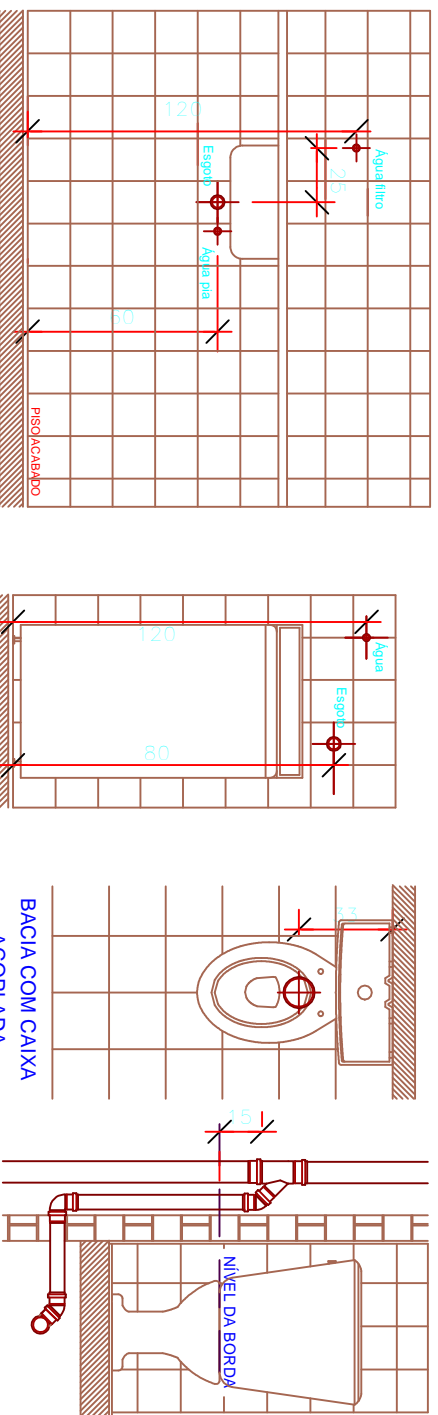 120
Água filtro
25
Esgoto
Água pia
60
PISO ACABADO
120
Água
Esgoto
80
33
BACIA COM CAIXA
ACOPLADA
15
NÍVEL DA BORDA